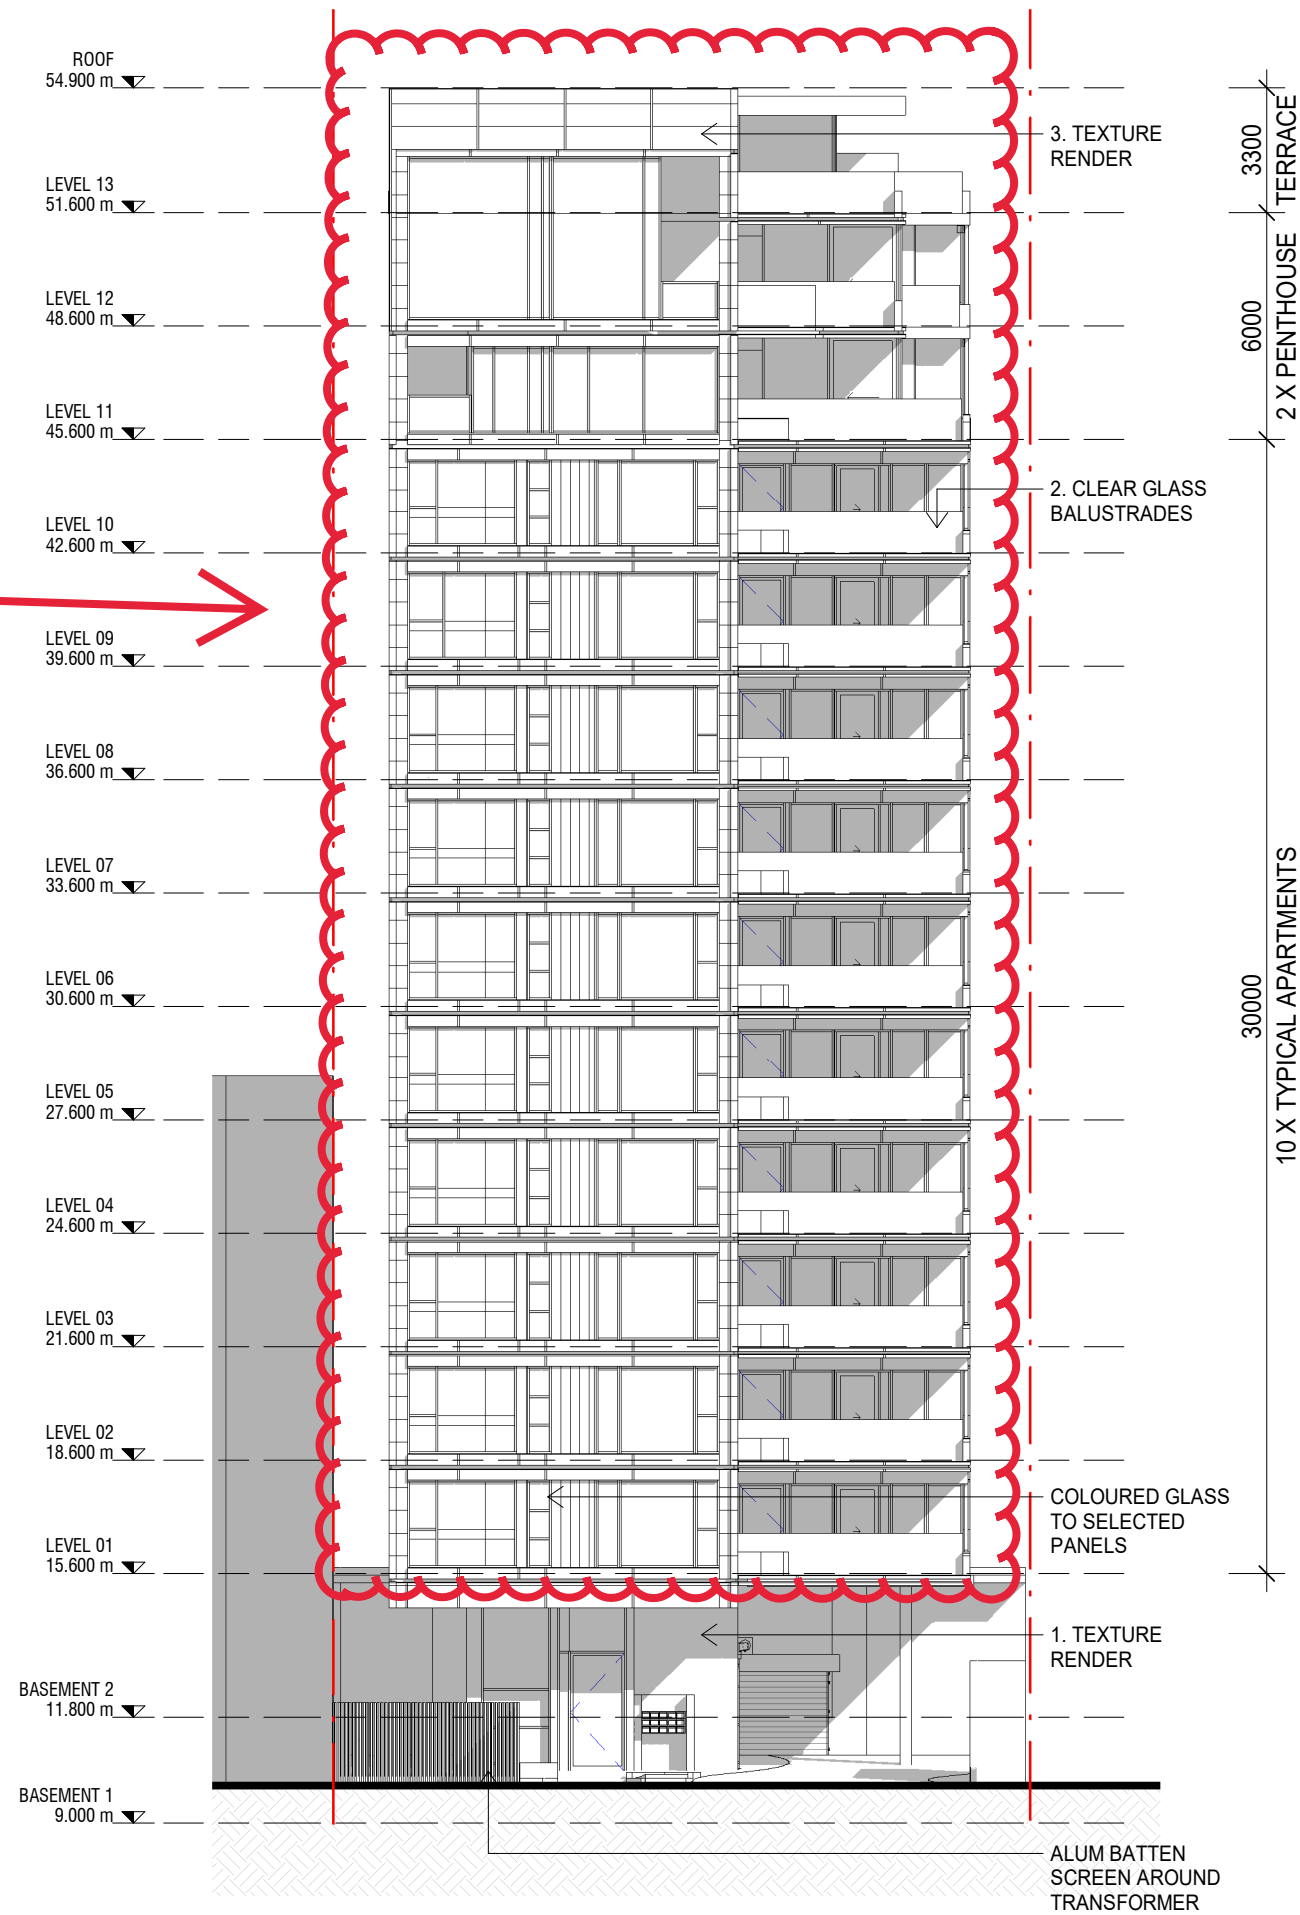 ROOF
54.900 m
LEVEL 13
51.600 m
LEVEL 12
48.600 m
LEVEL 11
45.600 m
LEVEL 10
42.600 m
LEVEL 09
39.600 m
LEVEL 08
36.600 m
LEVEL 07
33.600 m
LEVEL 06
30.600 m
LEVEL 05
27.600 m
LEVEL 04
24.600 m
LEVEL 03
21.600 m
LEVEL 02
18.600 m
LEVEL 01
15.600 m
BASEMENT 2
11.800 m
BASEMENT 1
9.000 m
3. TEXTURE
RENDER
2. CLEAR GLASS
BALUSTRADES
COLOURED GLASS
TO SELECTED
PANELS
1. TEXTURE
RENDER
ALUM BATTEN
SCREEN AROUND
TRANSFORMER
3300
TERRACE
6000
2 X PENTHOUSE
30000
10 X TYPICAL APARTMENTS